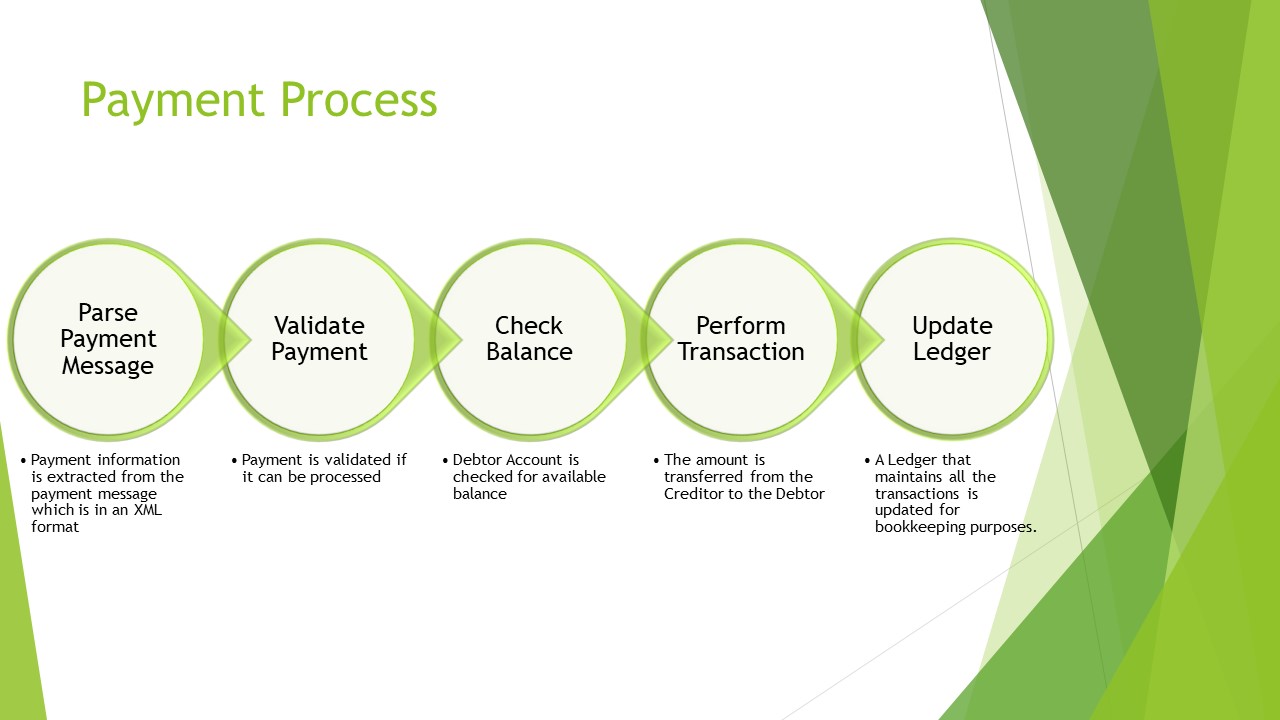 Payment Process
Parse
Payment
Message
Validate
Payment
Check
Balance
Perform
Transaction
Update
Ledger
• Payment information
is extracted from the
payment message
which is in an XML
format
• Payment is validated if
it can be processed
• Debtor Account is
checked for available
balance
• The amount is
transferred from the
Creditor to the Debtor
• A Ledger that
maintains all the
transactions is
updated for
bookkeeping purposes.